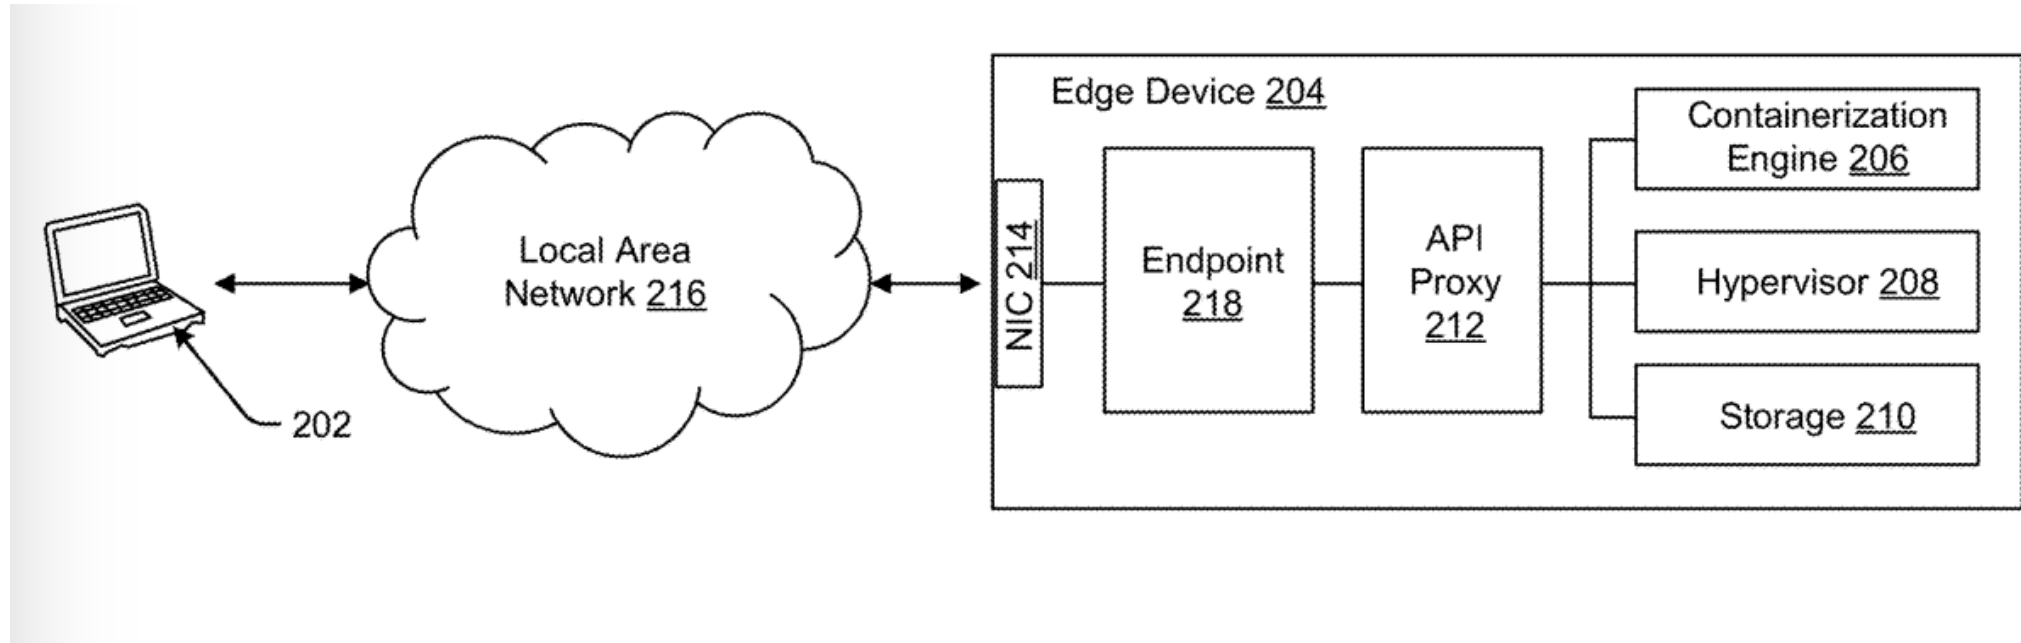 Edge Device 204
Containerization
Engine 206
Local Area
Network 216
NIC 214
Endpoint
218
API
Proxy
212
Hypervisor 208
Storage 210
202